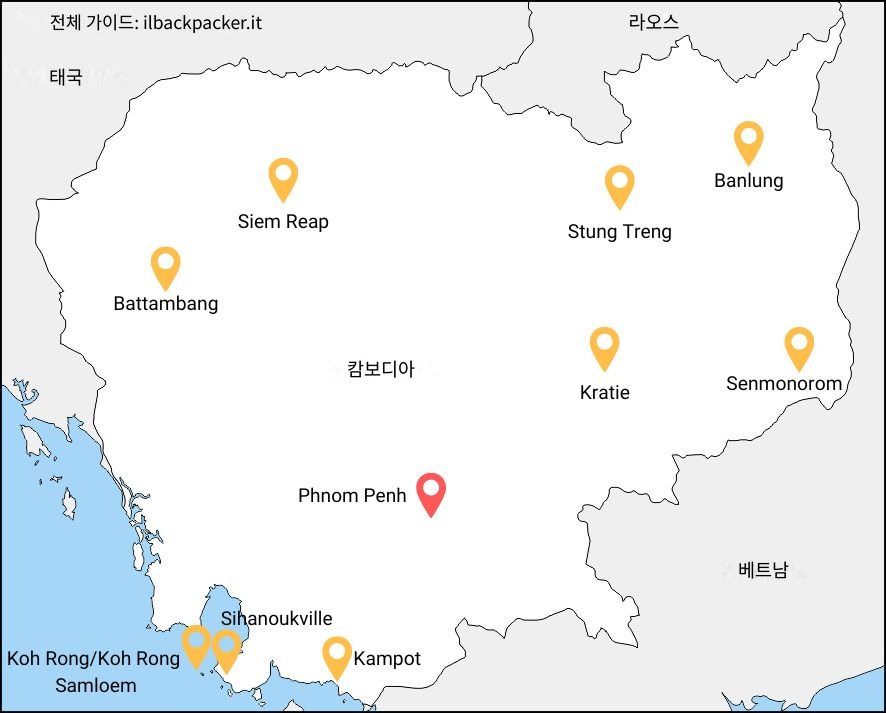 전체 가이드: ilbackpacker.it
라오스
태국
Banlung
Siem Reap
Stung Treng
Battambang
캄보디아
Kratie
Senmonorom
Phnom Penh
베트남
Sihanoukville
Koh Rong/Koh Rong
Samloem
Kampot